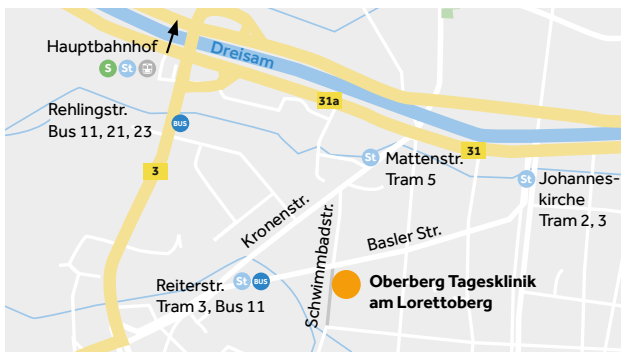 Hauptbahnhof
S St
Dreisam
Rehlingstr.
Bus 11, 21, 23
BUS
31a
31
3
St
Mattenstr.
Tram 5
St
Johannes-
kirche
Tram 2, 3
Kronenstr.
Schwimmbadstr.
Basler Str.
Reiterstr.
Tram 3, Bus 11
St BUS
Oberberg Tagesklinik
am Lorettoberg